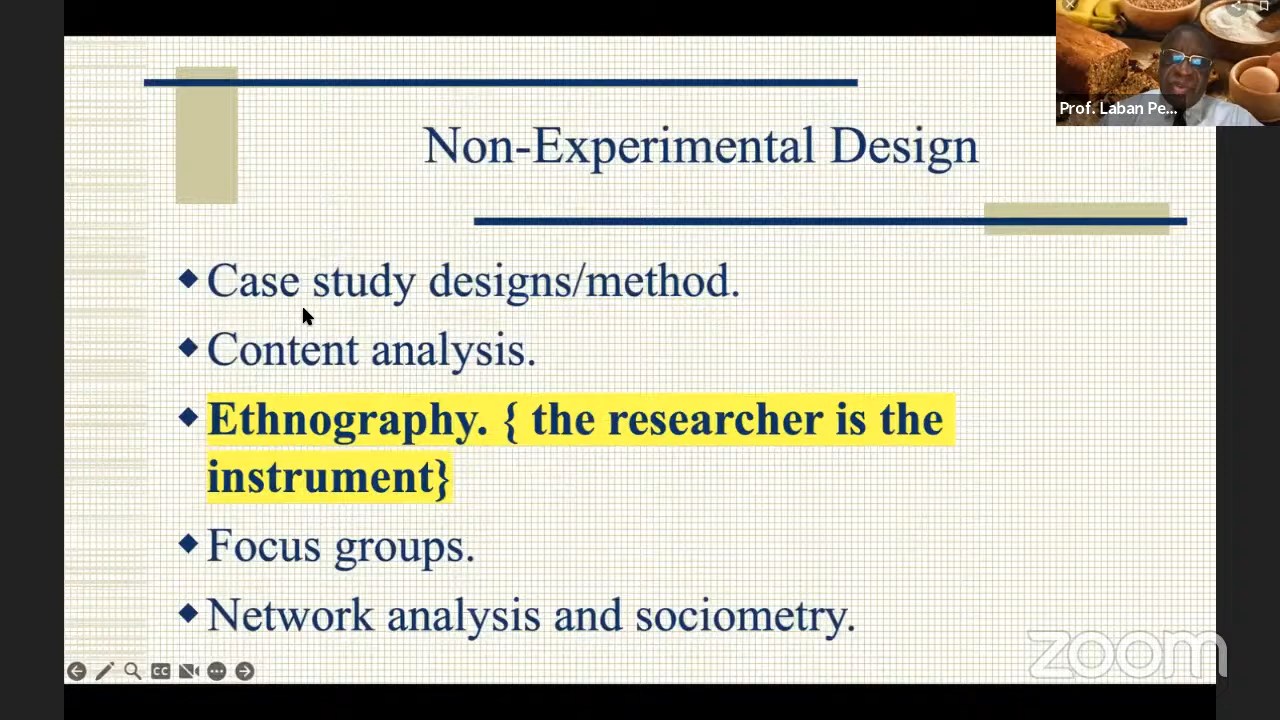 Prof. Laban Pe...
Non-Experimental Design
Case study designs/method.
Content analysis.
Ethnography. { the researcher is the
instrument}
Focus groups.
Network analysis and sociometry.
CC
zoom